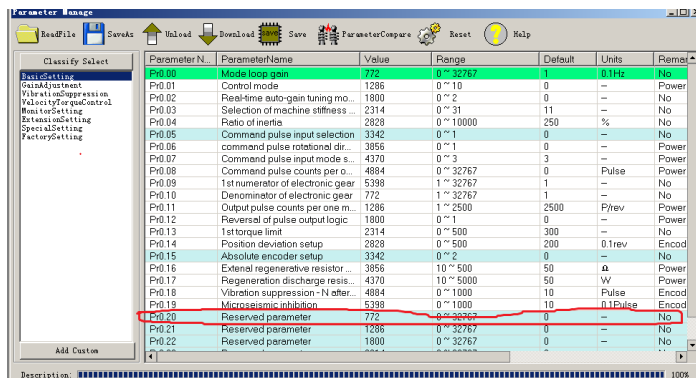 Parameter Manage
ReadFile SaveAs Unload Download Save ParameterCompare Reset Help
Classify Select
BasicSetting
GainAdjustment
VibrationSuppression
VelocityTorqueControl
MonitorSetting
ExtensionSetting
SpecialSetting
FactorySetting
Add Custom
Parameter N... ParameterName Value Range Default Units Remar
Pr0.00 Mode loop gain 772 0 ~ 32767 1 0.1Hz No
Pr0.01 Control mode 1286 0 ~ 10 0 – Power
Pr0.02 Real-time auto-gain tuning mo... 1800 0 ~ 2 0 – No
Pr0.03 Selection of machine stiffness ... 2314 0 ~ 31 11 – No
Pr0.04 Ratio of inertia 2828 0 ~ 10000 250 % No
Pr0.05 Command pulse input selection 3342 0 ~ 1 0 – No
Pr0.06 command pulse rotational dir... 3856 0 ~ 1 0 – Power
Pr0.07 Command pulse input mode s... 4370 0 ~ 3 3 – Power
Pr0.08 Command pulse counts per o... 4884 0 ~ 32767 0 Pulse Power
Pr0.09 1st numerator of electronic gear 5398 1 ~ 32767 1 – No
Pr0.10 Denominator of electronic gear 772 1 ~ 32767 1 – No
Pr0.11 Output pulse counts per one m... 1286 1 ~ 2500 2500 P/rev Power
Pr0.12 Reversal of pulse output logic 1800 0 ~ 1 0 – Power
Pr0.13 1st torque limit 2314 0 ~ 500 300 – No
Pr0.14 Position deviation setup 2828 0 ~ 500 200 0.1rev Encod
Pr0.15 Absolute encoder setup 3342 0 ~ 2 0 – No
Pr0.16 Extenal regenerative resistor ... 3856 10 ~ 500 50 Ω Power
Pr0.17 Regeneration discharge resis... 4370 10 ~ 5000 50 W Power
Pr0.18 Vibration suppression - N after... 4884 0 ~ 1000 10 Pulse Encod
Pr0.19 Microseismic inhibition 5398 0 ~ 1000 10 0.1Pulse Encod
Pr0.20 Reserved parameter 772 0 ~ 32767 0 – No
Pr0.21 Reserved parameter 1286 0 ~ 32767 0 – No
Pr0.22 Reserved parameter 1800 0 ~ 32767 0 – No
Description: 100%